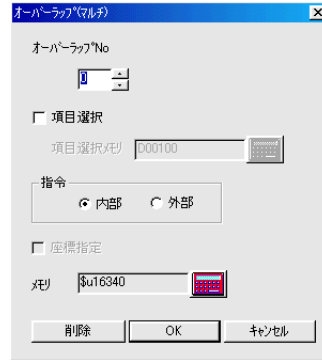 オーバーラップ(マルチ)
オーバーラップNo
0
項目選択
項目選択メモリ D00100
指令
内部 外部
座標指定
メモリ $u16340
削除 OK キャンセル